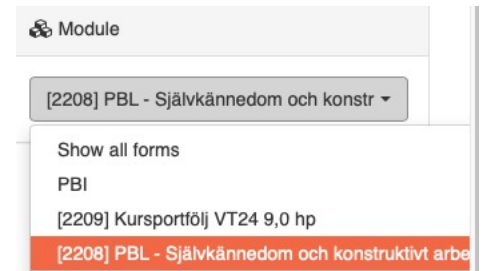 Module
[2208] PBL - Självkännedom och konstr
Show all forms
PBI
[2209] Kursportfölj VT24 9,0 hp
[2208] PBL - Självkännedom och konstruktivt arbe